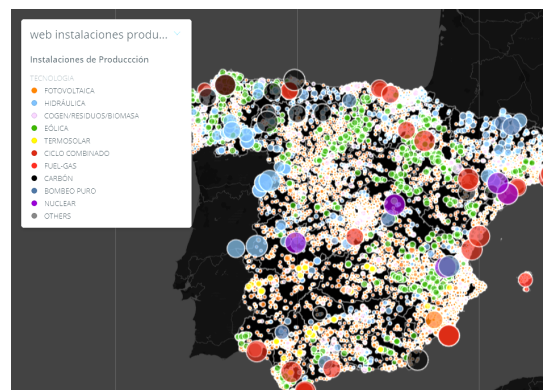 web instalaciones produ...
Instalaciones de Produccción
TECNOLOGIA
FOTOVOLTAICA
HIDRÁULICA
COGEN/RESIDUOS/BIOMASA
EÓLICA
TERMOSOLAR
CICLO COMBINADO
FUEL-GAS
CARBÓN
BOMBEO PURO
NUCLEAR
OTHERS